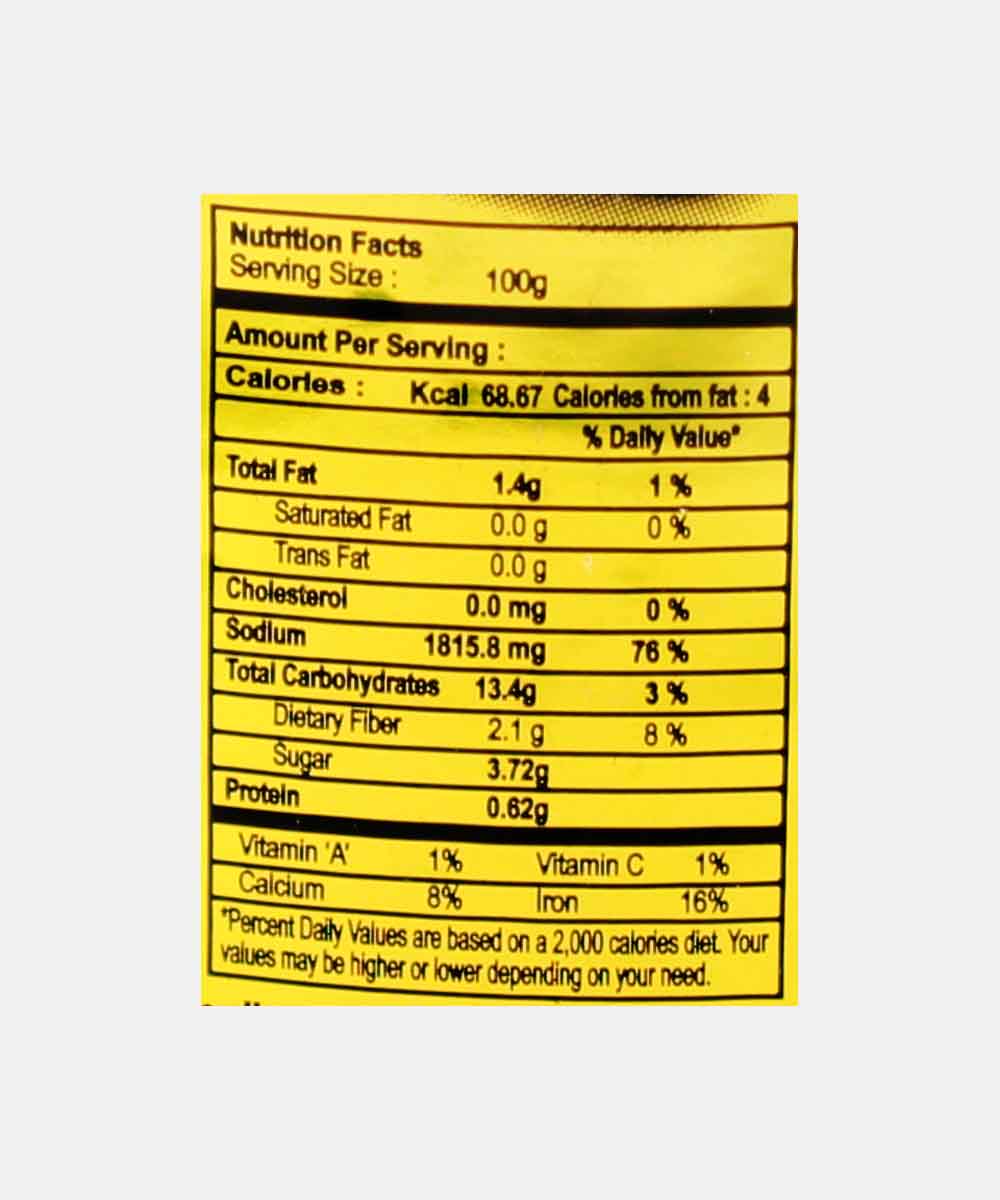 Nutrition Facts
Serving Size : 100g
Amount Per Serving :
Calories : Kcal 68.67 Calories from fat : 4
% Daily Value*
Total Fat 1.4g 1 %
Saturated Fat 0.0 g 0 %
Trans Fat 0.0 g
Cholesterol 0.0 mg 0 %
Sodium 1815.8 mg 76 %
Total Carbohydrates 13.4g 3 %
Dietary Fiber 2.1 g 8 %
Sugar 3.72g
Protein 0.62g
Vitamin 'A' 1% Vitamin C 1%
Calcium 8% Iron 16%
*Percent Daily Values are based on a 2,000 calories diet. Your
values may be higher or lower depending on your need.